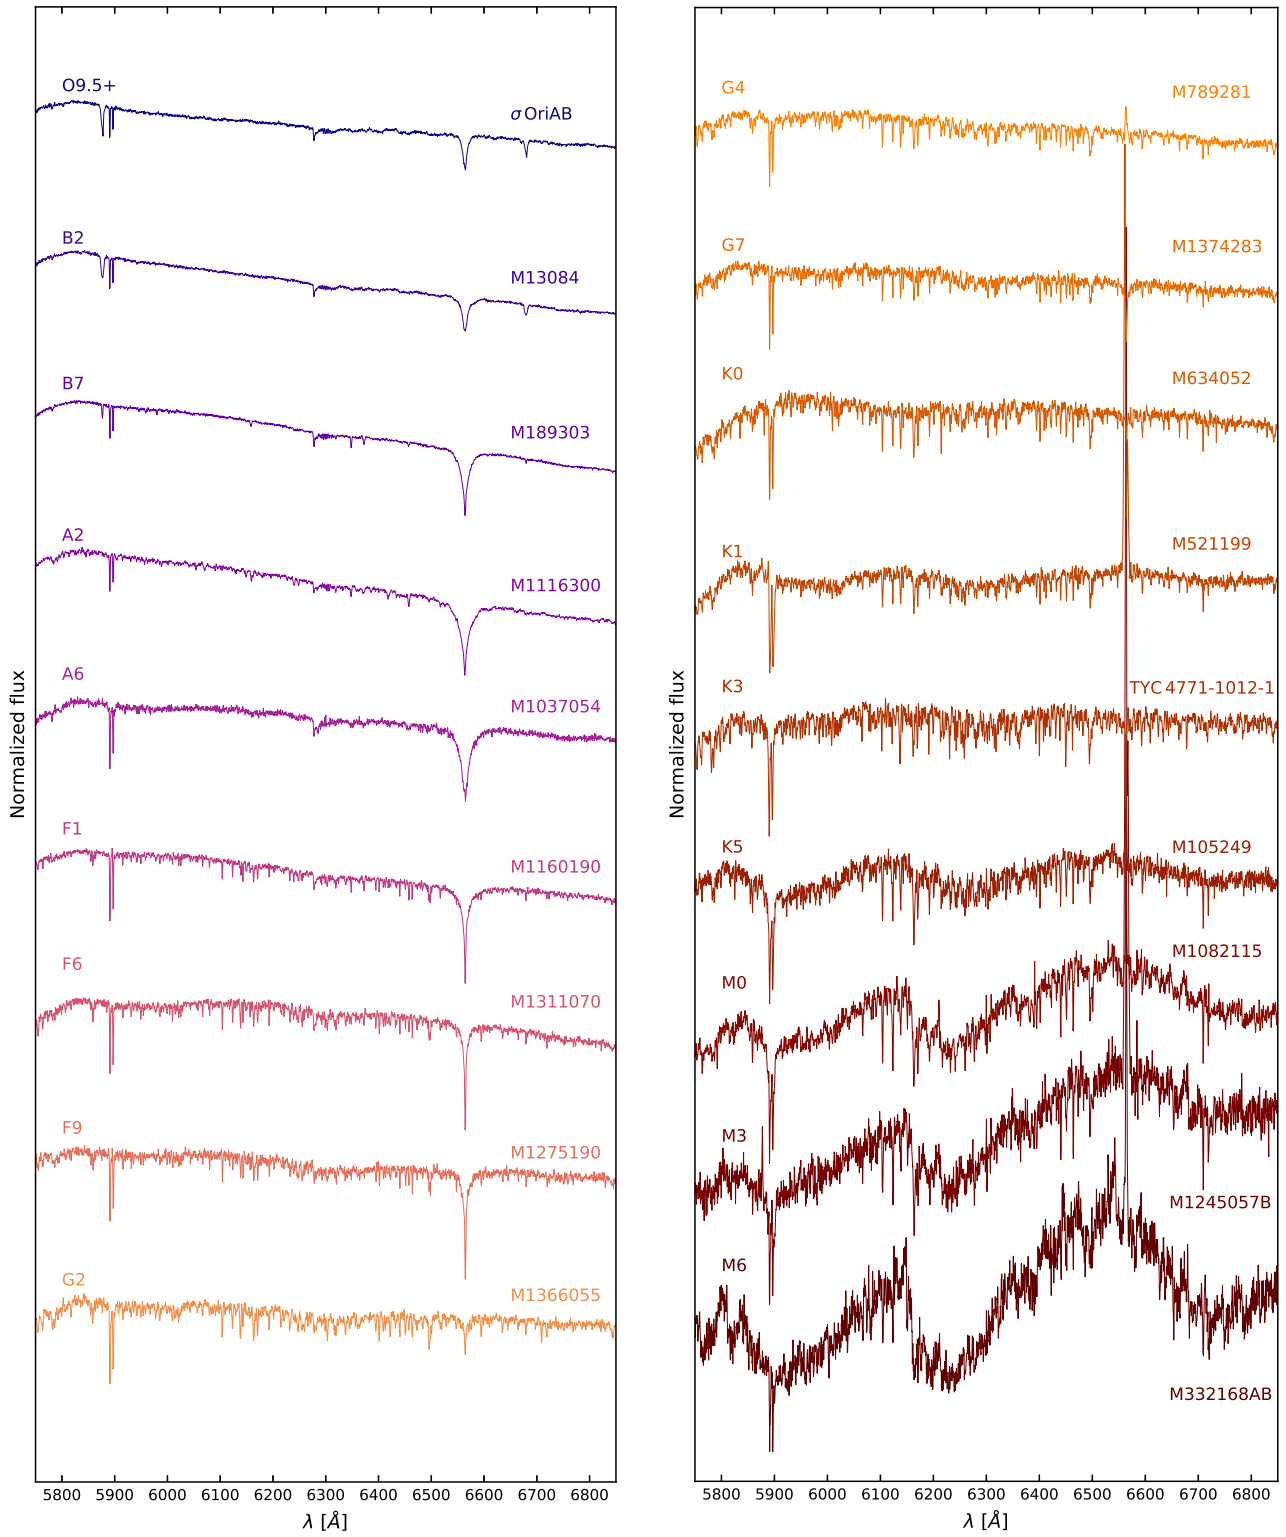 O9.5+
σ OriAB
B2
M13084
B7
M189303
A2
M1116300
A6
M1037054
F1
M1160190
F6
M1311070
F9
M1275190
G2
M1366055
Normalized flux
5800 5900 6000 6100 6200 6300 6400 6500 6600 6700 6800
λ [Å]
G4
M789281
G7
M1374283
K0
M634052
K1
M521199
K3
TYC 4771-1012-1
K5
M105249
M0
M1082115
M3
M1245057B
M6
M332168AB
Normalized flux
5800 5900 6000 6100 6200 6300 6400 6500 6600 6700 6800
λ [Å]